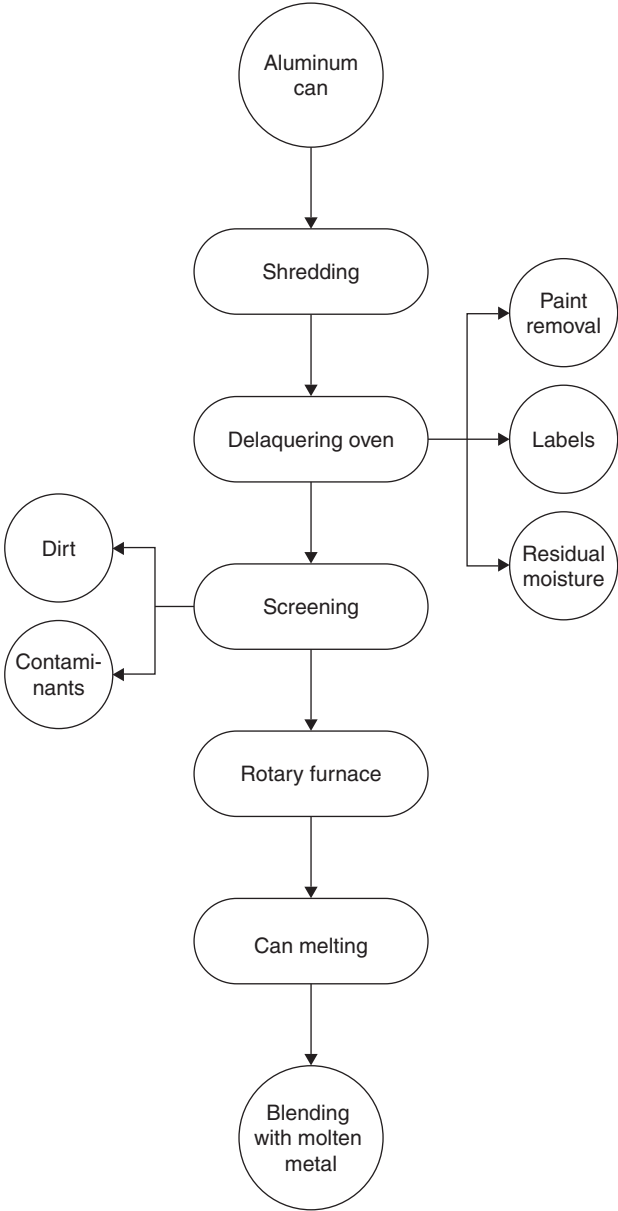 Aluminum
can
Shredding
Paint
removal
Delaquering oven
Labels
Residual
moisture
Dirt
Screening
Contami-
nants
Rotary furnace
Can melting
Blending
with molten
metal